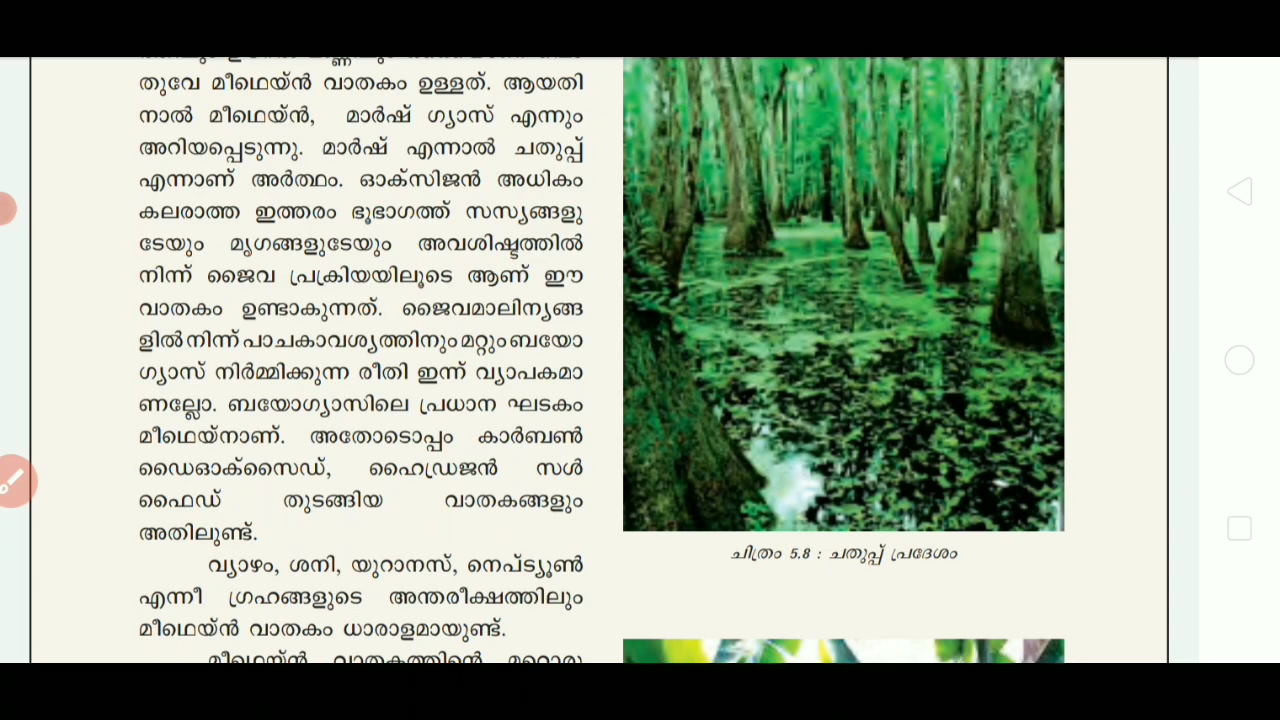 തുവേ മീഥെയ്ൻ വാതകം ഉള്ളത്. ആയതി
നാൽ മീഥെയ്ൻ, മാർഷ് ഗ്യാസ് എന്നും
അറിയപ്പെടുന്നു. മാർഷ് എന്നാൽ ചതുപ്പ്
എന്നാണ് അർത്ഥം. ഓക്സിജൻ അധികം
കലരാത്ത ഇത്തരം ഭൂഭാഗത്ത് സസ്യങ്ങളു
ടേയും മൃഗങ്ങളുടേയും അവശിഷ്ടത്തിൽ
നിന്ന് ജൈവ പ്രക്രിയയിലൂടെ ആണ് ഈ
വാതകം ഉണ്ടാകുന്നത്. ജൈവമാലിന്യങ്ങ
ളിൽ നിന്ന് പാചകാവശ്യത്തിനും മറ്റും ബയോ
ഗ്യാസ് നിർമ്മിക്കുന്ന രീതി ഇന്ന് വ്യാപകമാ
ണല്ലോ. ബയോഗ്യാസിലെ പ്രധാന ഘടകം
മീഥെയ്നാണ്. അതോടൊപ്പം കാർബൺ
ഡൈഓക്സൈഡ്, ഹൈഡ്രജൻ സൾ
ഫൈഡ് തുടങ്ങിയ വാതകങ്ങളും
അതിലുണ്ട്.
വ്യാഴം, ശനി, യുറാനസ്, നെപ്ട്യൂൺ
എന്നീ ഗ്രഹങ്ങളുടെ അന്തരീക്ഷത്തിലും
മീഥെയ്ൻ വാതകം ധാരാളമായുണ്ട്.
മീഥെയ്ൻ വാതകത്തിന്റെ മറ്റൊരു
ചിത്രം 5.8 : ചതുപ്പ് പ്രദേശം